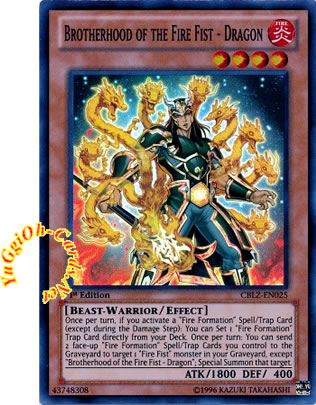 BROTHERHOOD OF THE FIRE FIST - DRAGON
FIRE
炎
YuGgiOh-Cards.Net
1st Edition
CBLZ-EN025
[BEAST-WARRIOR/EFFECT]
Once per turn, if you activate a "Fire Formation" Spell/Trap Card
(except during the Damage Step): You can Set 1 "Fire Formation"
Trap Card directly from your Deck. Once per turn: You can send
2 face-up "Fire Formation" Spell/Trap Cards you control to the
Graveyard to target 1 "Fire Fist" monster in your Graveyard, except
"Brotherhood of the Fire Fist - Dragon"; Special Summon that target.
ATK/1800 DEF/ 400
43748308
©1996 KAZUKI TAKAHASHI